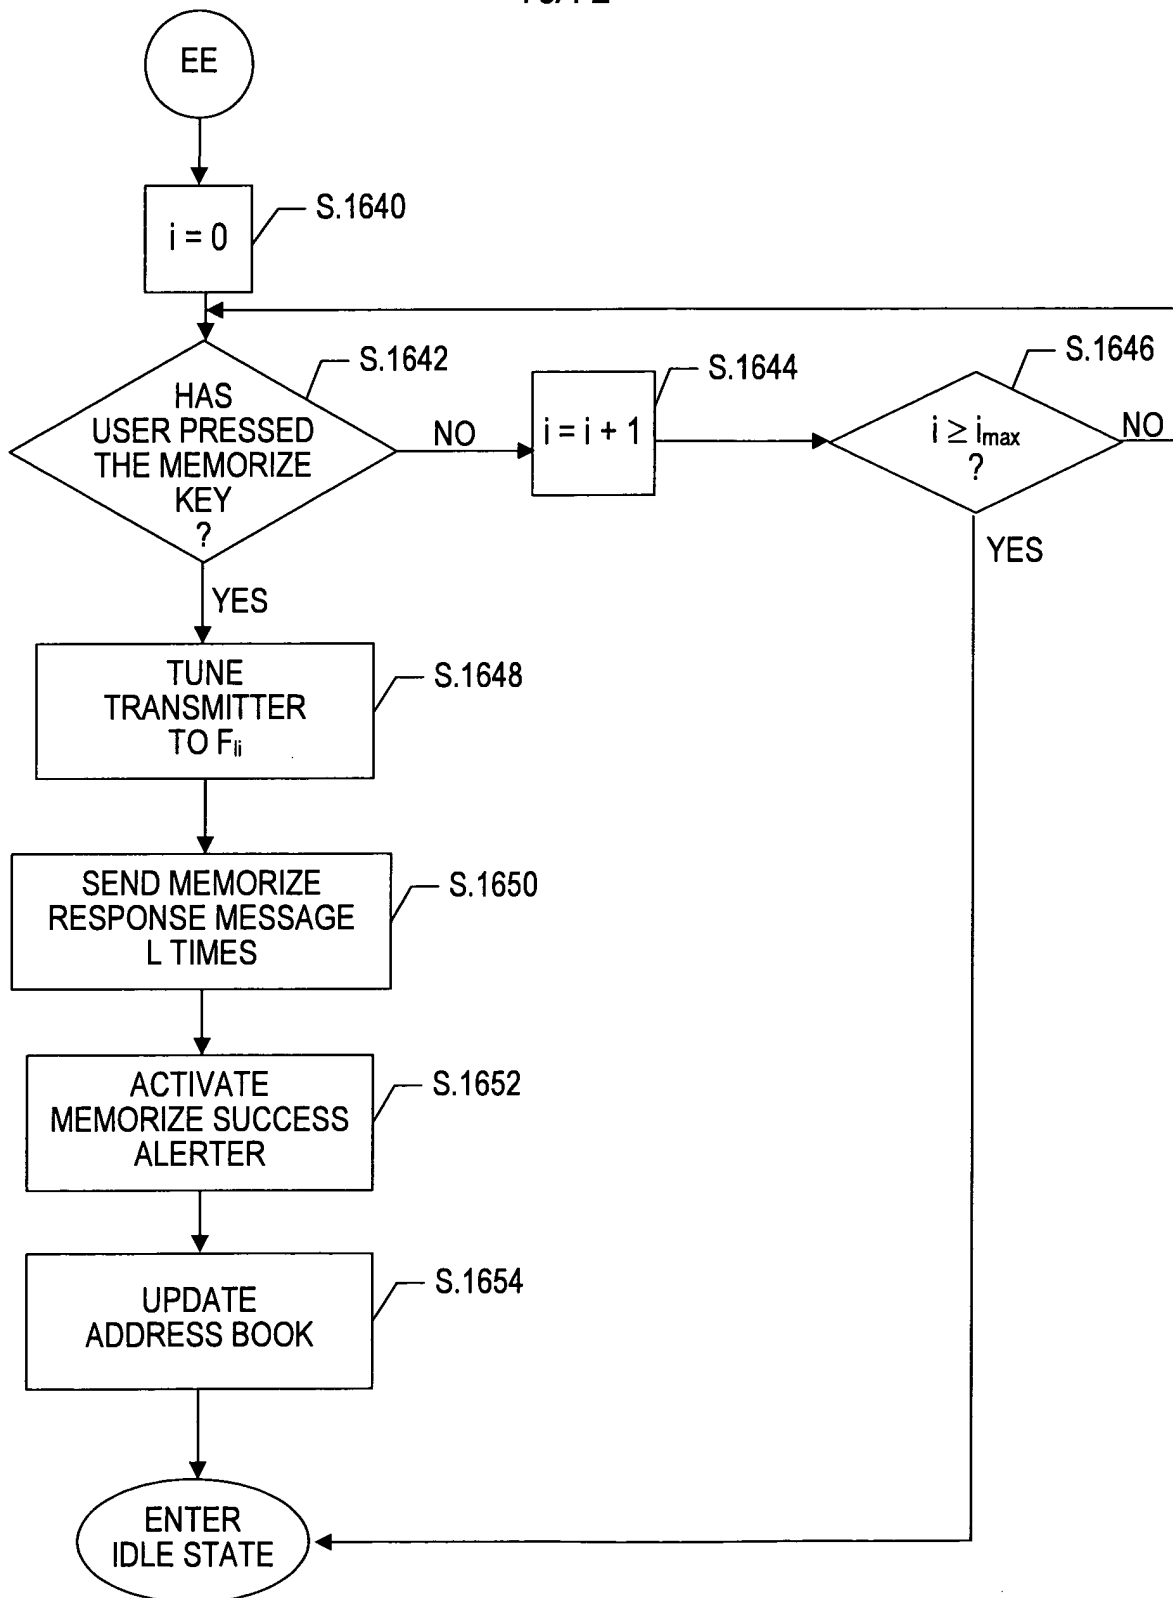 EE
i = 0
S.1640
HAS
USER PRESSED
THE MEMORIZE
KEY
?
S.1642
NO
i = i + 1
S.1644
i ≥ imax
?
S.1646
NO
YES
YES
TUNE
TRANSMITTER
TO Fli
S.1648
SEND MEMORIZE
RESPONSE MESSAGE
L TIMES
S.1650
ACTIVATE
MEMORIZE SUCCESS
ALERTER
S.1652
UPDATE
ADDRESS BOOK
S.1654
ENTER
IDLE STATE